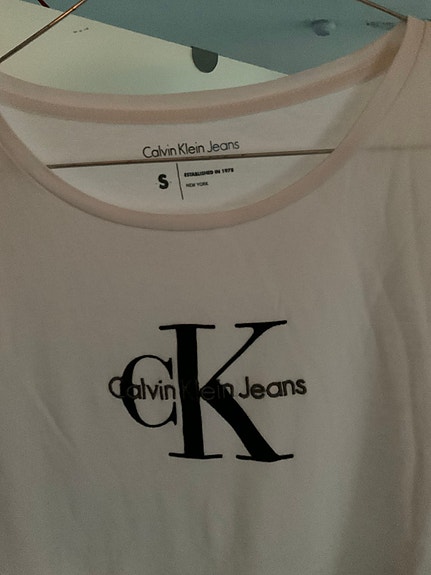 Calvin Klein Jeans
S
ESTABLISHED IN 1978
NEW YORK
CK
Calvin Klein Jeans